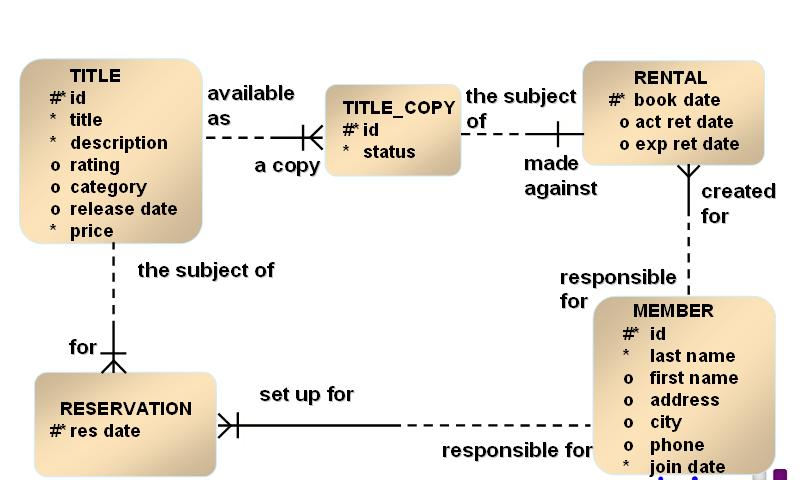 TITLE
#* id
* title
* description
o rating
o category
o release date
* price
available
as
a copy
TITLE_COPY
#* id
* status
the subject
of
made
against
RENTAL
#* book date
o act ret date
o exp ret date
created
for
responsible
for
MEMBER
#* id
* last name
o first name
o address
o city
o phone
* join date
the subject of
for
RESERVATION
#* res date
set up for
responsible for